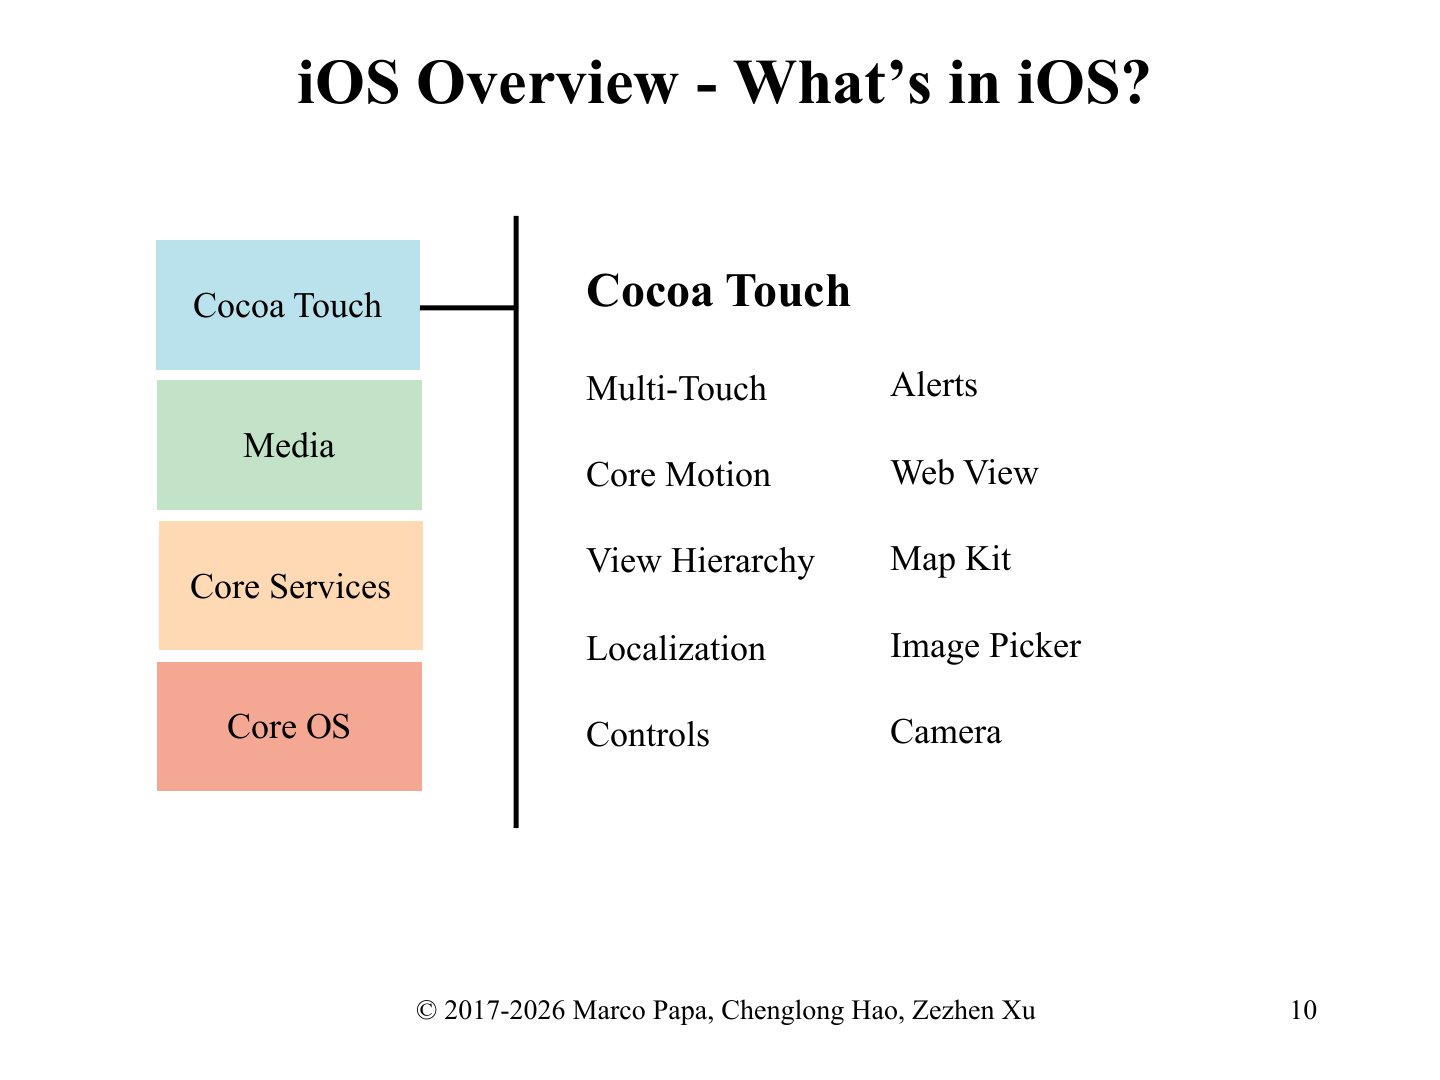 iOS Overview - What’s in iOS?
Cocoa Touch
Media
Core Services
Core OS
Cocoa Touch
Multi-Touch
Core Motion
View Hierarchy
Localization
Controls
Alerts
Web View
Map Kit
Image Picker
Camera
© 2017-2026 Marco Papa, Chenglong Hao, Zezhen Xu
10